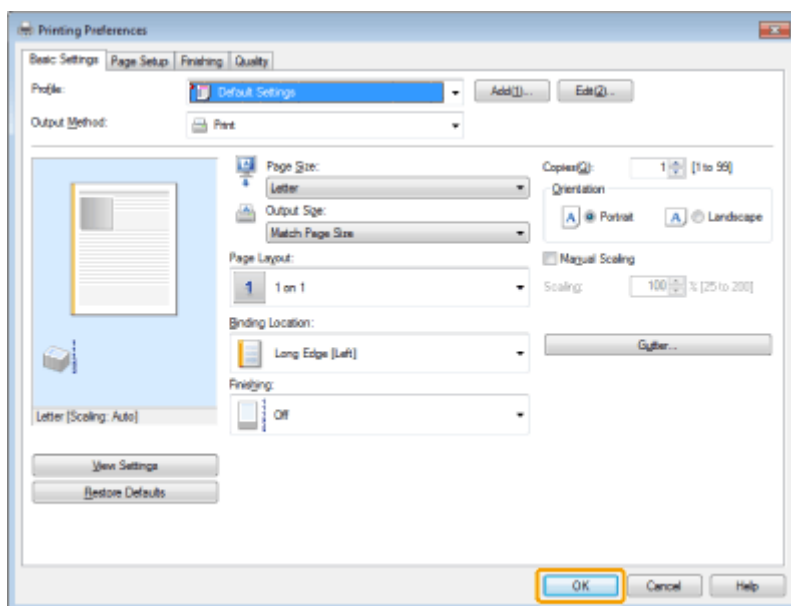 Printing Preferences
Basic Settings Page Setup Finishing Quality
Profile: Default Settings Add(1)... Edit(2)...
Output Method: Print
Page Size:
Letter
Output Size:
Match Page Size
Copies(Q): 1 [1 to 99]
Orientation
A Portrait A Landscape
Page Layout:
1 1 on 1
Manual Scaling
Scaling: 100 % [25 to 200]
Binding Location:
Long Edge [Left]
Gutter...
Finishing:
Off
Letter [Scaling: Auto]
View Settings
Restore Defaults
OK Cancel Help